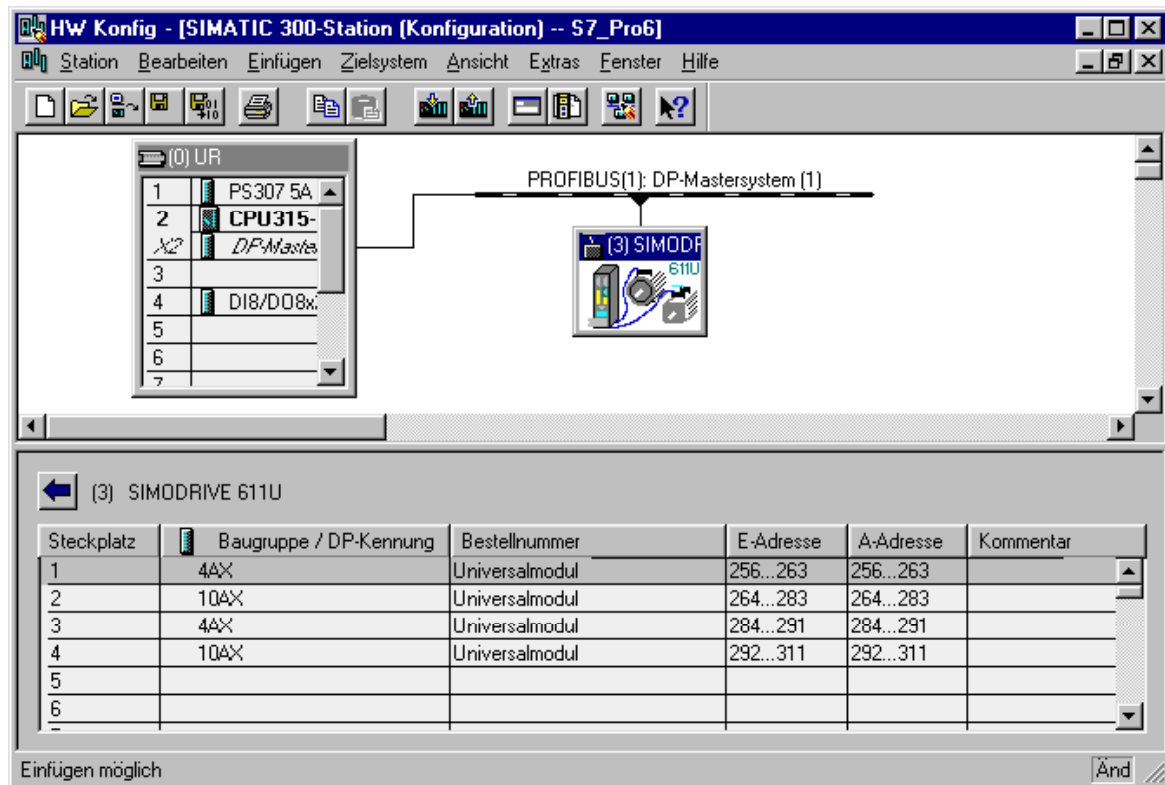 HW Konfig - [SIMATIC 300-Station (Konfiguration) -- S7_Pro6]
Station Bearbeiten Einfügen Zielsystem Ansicht Extras Fenster Hilfe
(0) UR
1 PS307 5A
2 CPU315-
X2 DP-Master
3
4 DI8/DO8x
5
6
7
PROFIBUS(1): DP-Mastersystem (1)
(3) SIMODR
611U
(3) SIMODRIVE 611U
Steckplatz Baugruppe / DP-Kennung Bestellnummer E-Adresse A-Adresse Kommentar
1 4AX Universalmodul 256...263 256...263
2 10AX Universalmodul 264...283 264...283
3 4AX Universalmodul 284...291 284...291
4 10AX Universalmodul 292...311 292...311
5
6
Einfügen möglich Änd